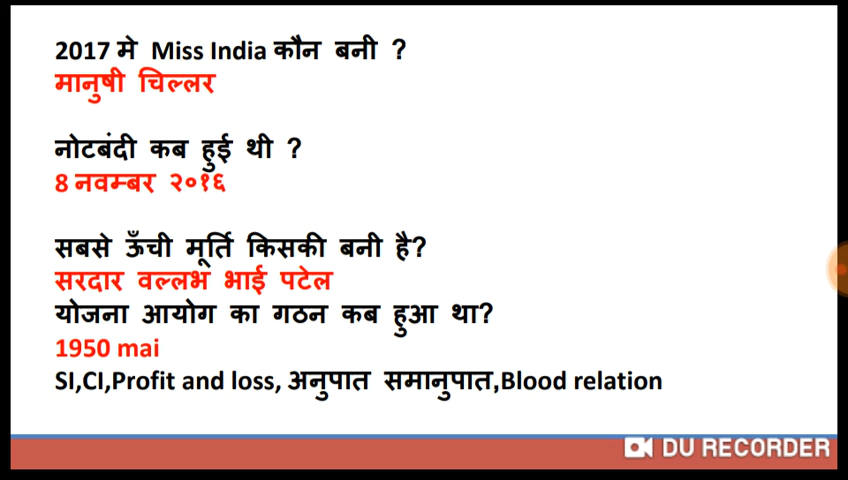 2017 मे Miss India कौन बनी ?
मानुषी चिल्लर
नोटबंदी कब हुई थी ?
8 नवम्बर २०१६
सबसे ऊँची मूर्ति किसकी बनी है?
सरदार वल्लभ भाई पटेल
योजना आयोग का गठन कब हुआ था?
1950 mai
SI,CI,Profit and loss, अनुपात समानुपात,Blood relation
DU RECORDER